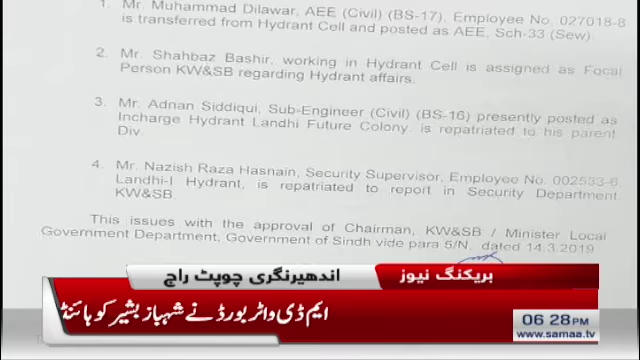 1. Mr. Muhammad Dilawar, AEE (Civil) (BS-17), Employee No. 027018-8
is transferred from Hydrant Cell and posted as AEE, Sch-33 (Sew).
2. Mr. Shahbaz Bashir, working in Hydrant Cell is assigned as Focal
Person KW&SB regarding Hydrant affairs.
3. Mr. Adnan Siddiqui, Sub-Engineer (Civil) (BS-16) presently posted as
Incharge Hydrant Landhi Future Colony, is repatriated to his parent
Div.
4. Mr. Nazish Raza Hasnain, Security Supervisor, Employee No. 002533-6
Landhi-I Hydrant, is repatriated to report in Security Department
KW&SB.
This issues with the approval of Chairman, KW&SB / Minister Local
Government Department, Government of Sindh vide para 5/N, dated 14.3.2019
بریکنگ نیوز
اندھیرنگری چوپٹ راج
ایم ڈی واٹر بورڈ نے شہباز بشیر کو ہائنڈ
06:28 PM
www.samaa.tv